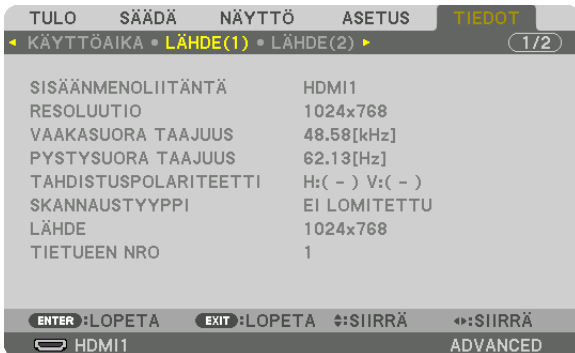 TULO SÄÄDÄ NÄYTTÖ ASETUS TIEDOT
KÄYTTÖAIKA • LÄHDE(1) • LÄHDE(2) 1/2
SISÄÄNMENOLIITÄNTÄ HDMI1
RESOLUUTIO 1024x768
VAAKASUORA TAAJUUS 48.58[kHz]
PYSTYSUORA TAAJUUS 62.13[Hz]
TAHDISTUSPOLARITEETTI H:( – ) V:( – )
SKANNAUSTYYPPI EI LOMITETTU
LÄHDE 1024x768
TIETUEEN NRO 1
ENTER :LOPETA EXIT :LOPETA :SIIRRÄ :SIIRRÄ
HDMI1 ADVANCED